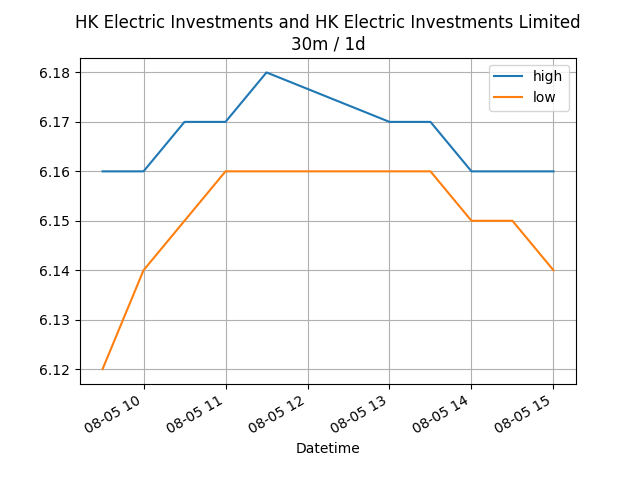 HK Electric Investments and HK Electric Investments Limited
30m / 1d
high
low
6.18
6.17
6.16
6.15
6.14
6.13
6.12
08-05 10
08-05 11
08-05 12
08-05 13
08-05 14
08-05 15
Datetime